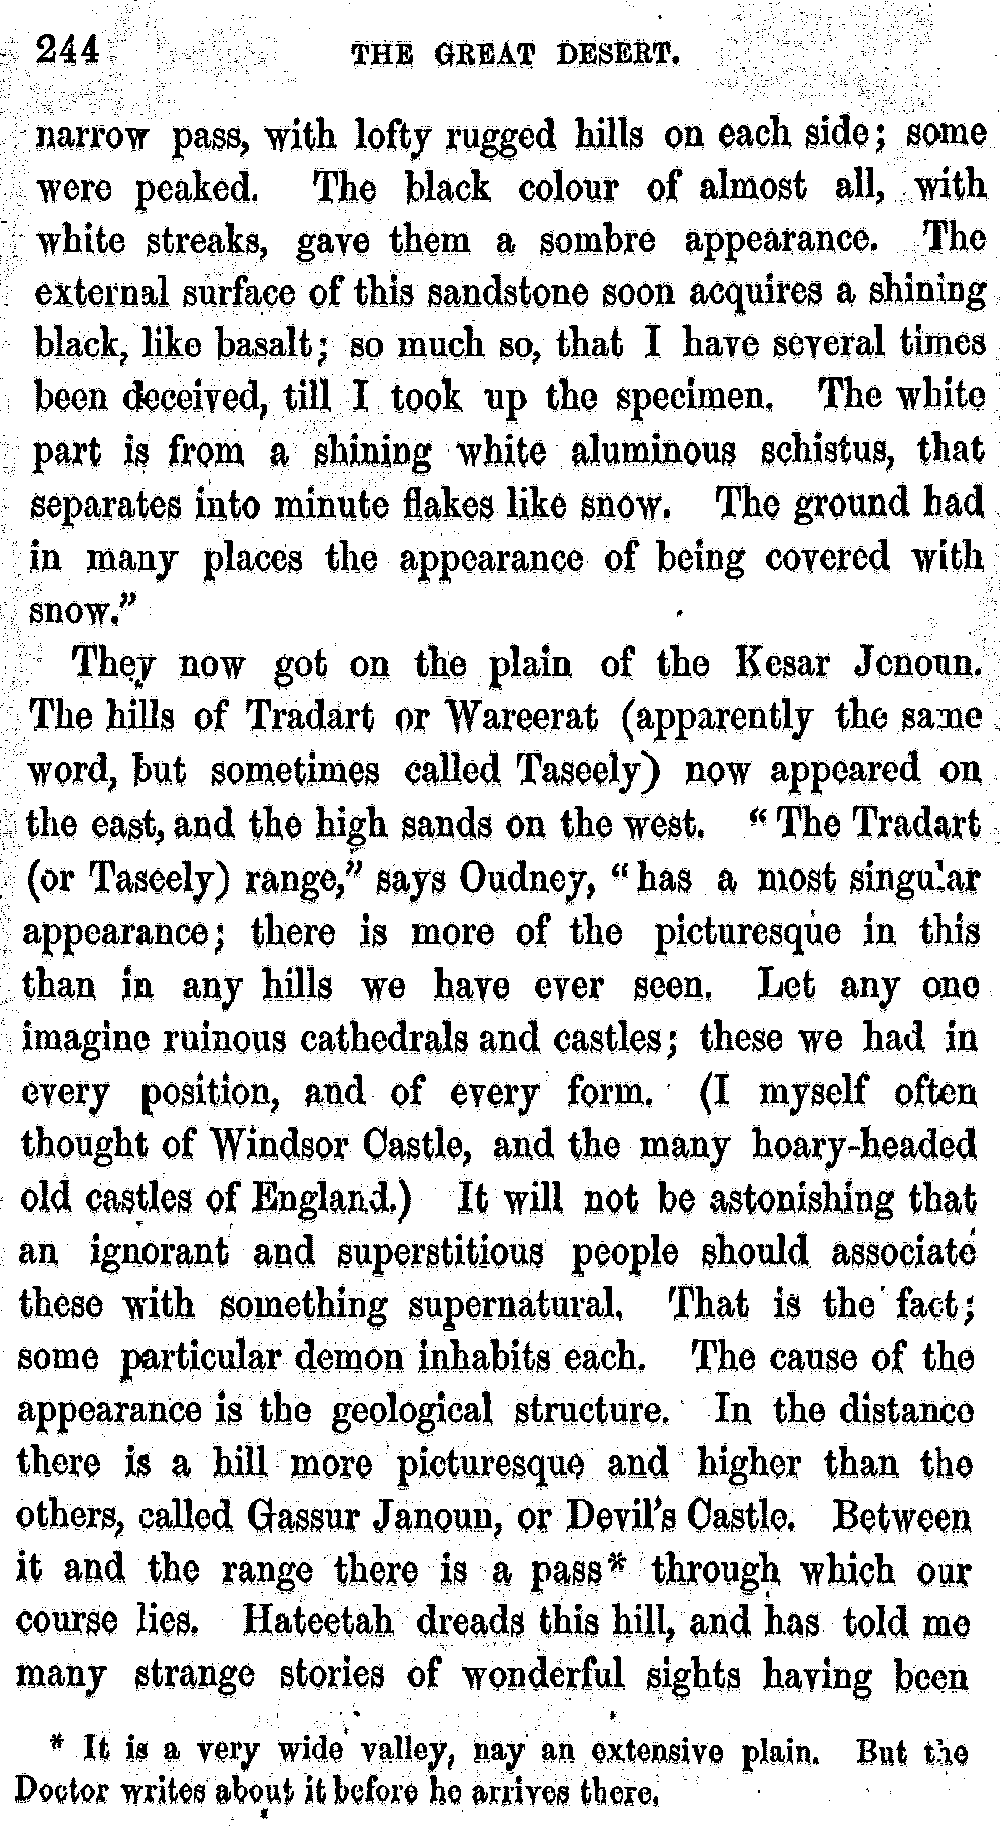 244 THE GREAT DESERT.
narrow pass, with lofty rugged hills on each side; some
were peaked. The black colour of almost all, with
white streaks, gave them a sombre appearance. The
external surface of this sandstone soon acquires a shining
black, like basalt; so much so, that I have several times
been deceived, till I took up the specimen. The white
part is from a shining white aluminous schistus, that
separates into minute flakes like snow. The ground had
in many places the appearance of being covered with
snow."
They now got on the plain of the Kesar Jenoun.
The hills of Tradart or Wareerat (apparently the same
word, but sometimes called Taseely) now appeared on
the east, and the high sands on the west. "The Tradart
(or Taseely) range," says Oudney, "has a most singular
appearance; there is more of the picturesque in this
than in any hills we have ever seen. Let any one
imagine ruinous cathedrals and castles; these we had in
every position, and of every form. (I myself often
thought of Windsor Castle, and the many hoary-headed
old castles of England.) It will not be astonishing that
an ignorant and superstitious people should associate
these with something supernatural. That is the fact;
some particular demon inhabits each. The cause of the
appearance is the geological structure. In the distance
there is a hill more picturesque and higher than the
others, called Gassur Janoun, or Devil's Castle. Between
it and the range there is a pass* through which our
course lies. Hateetah dreads this hill, and has told me
many strange stories of wonderful sights having been
* It is a very wide valley, nay an extensive plain. But the
Doctor writes about it before he arrives there.